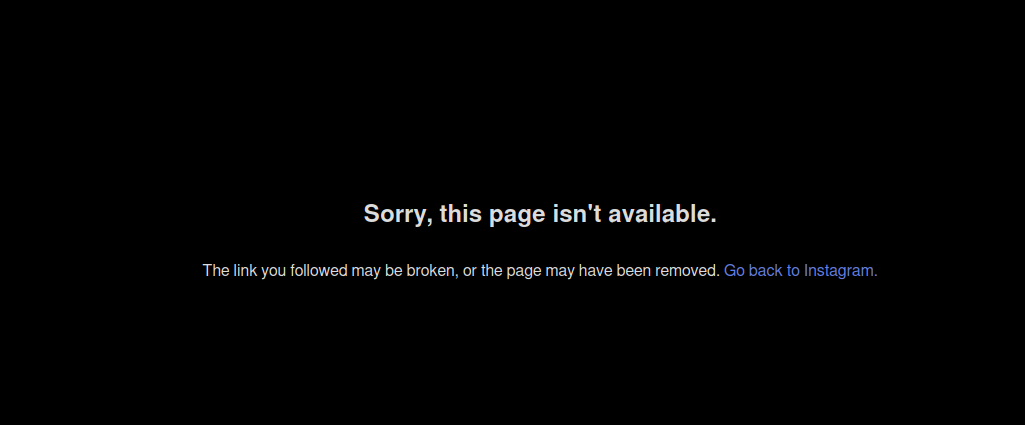 Sorry, this page isn't available.
The link you followed may be broken, or the page may have been removed. Go back to Instagram.